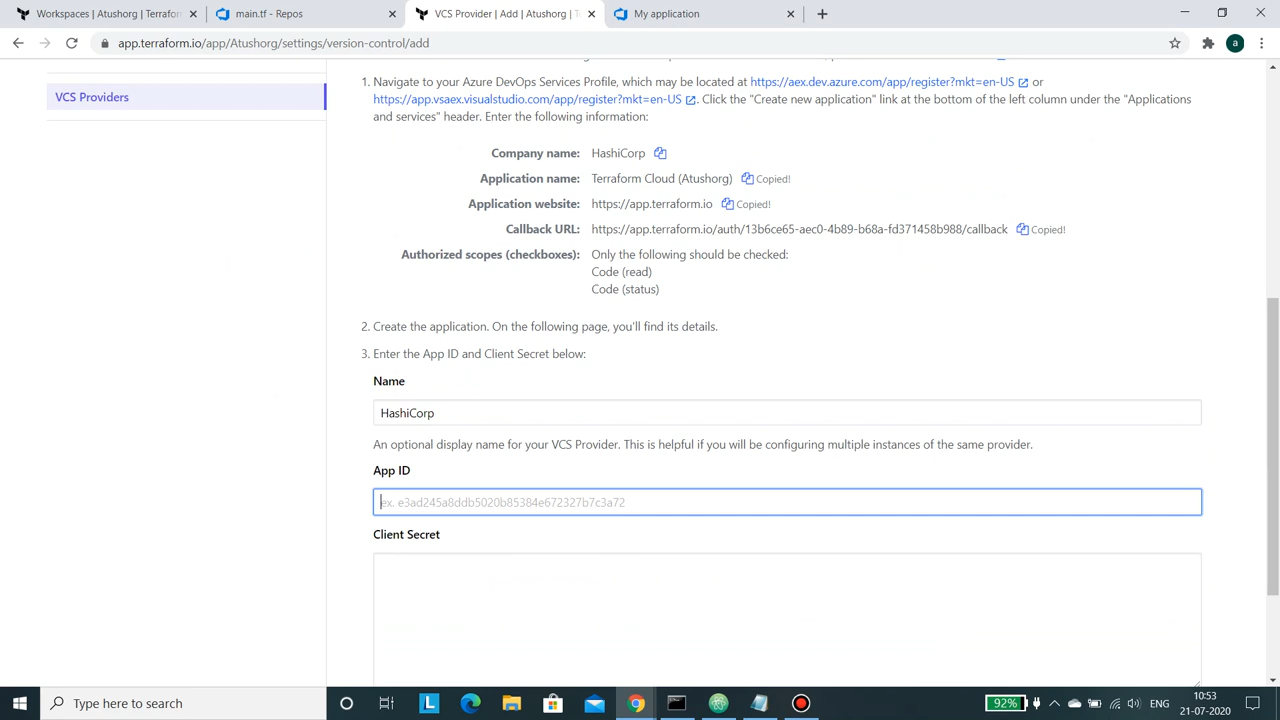 Workspaces | Atushorg | Terrafor
main.tf - Repos
VCS Provider | Add | Atushorg | T
My application
app.terraform.io/app/Atushorg/settings/version-control/add
a
VCS Providers
1. Navigate to your Azure DevOps Services Profile, which may be located at https://aex.dev.azure.com/app/register?mkt=en-US or
https://app.vsaex.visualstudio.com/app/register?mkt=en-US. Click the "Create new application" link at the bottom of the left column under the "Applications
and services" header. Enter the following information:
Company name: HashiCorp
Application name: Terraform Cloud (Atushorg) Copied!
Application website: https://app.terraform.io Copied!
Callback URL: https://app.terraform.io/auth/13b6ce65-aec0-4b89-b68a-fd371458b988/callback Copied!
Authorized scopes (checkboxes): Only the following should be checked:
Code (read)
Code (status)
2. Create the application. On the following page, you'll find its details.
3. Enter the App ID and Client Secret below:
Name
HashiCorp
An optional display name for your VCS Provider. This is helpful if you will be configuring multiple instances of the same provider.
App ID
ex. e3ad245a8ddb5020b85384e672327b7c3a72
Client Secret
Type here to search
L
92%
ENG
10:53
21-07-2020